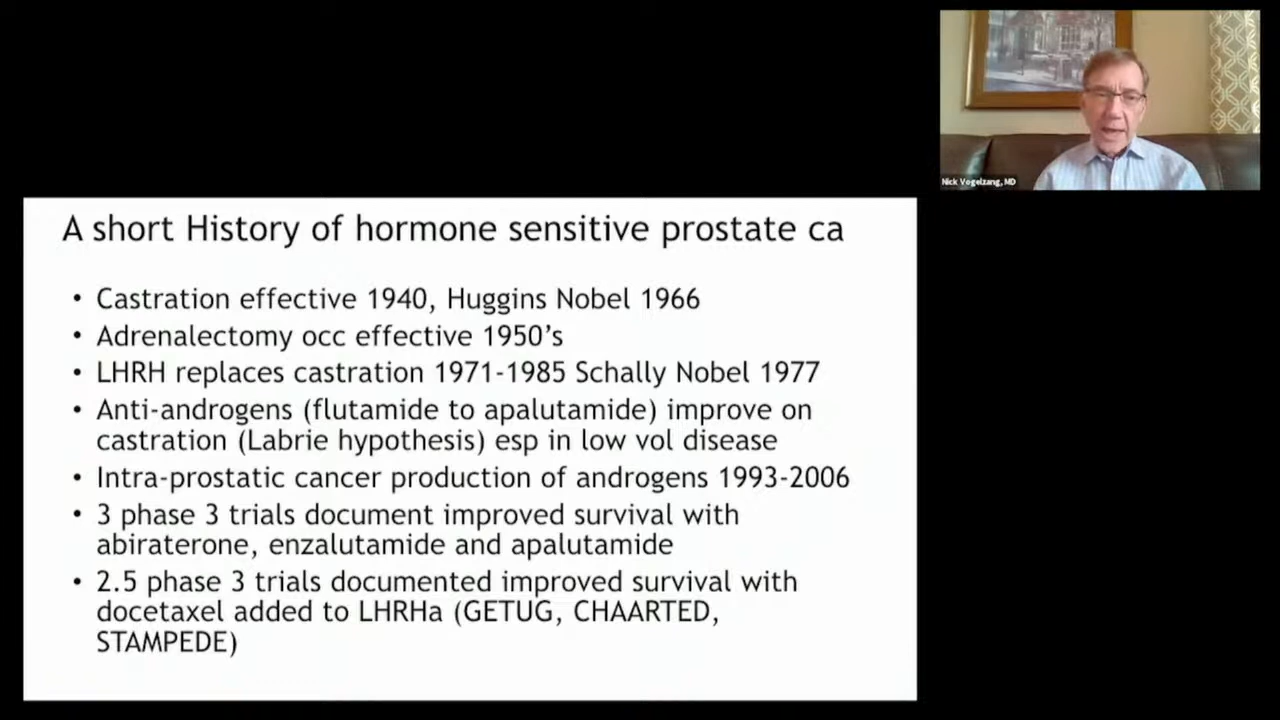 Nick Vogelzang, MD
A short History of hormone sensitive prostate ca
• Castration effective 1940, Huggins Nobel 1966
• Adrenalectomy occ effective 1950’s
• LHRH replaces castration 1971-1985 Schally Nobel 1977
• Anti-androgens (flutamide to apalutamide) improve on
castration (Labrie hypothesis) esp in low vol disease
• Intra-prostatic cancer production of androgens 1993-2006
• 3 phase 3 trials document improved survival with
abiraterone, enzalutamide and apalutamide
• 2.5 phase 3 trials documented improved survival with
docetaxel added to LHRHa (GETUG, CHAARTED,
STAMPEDE)